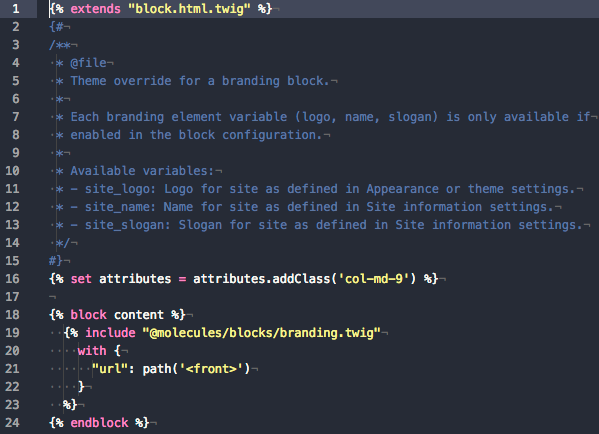 1 {% extends "block.html.twig" %}¬
2 {#¬
3 /**¬
4 ·* @file¬
5 ·* Theme override for a branding block.¬
6 ·*¬
7 ·* Each branding element variable (logo, name, slogan) is only available if¬
8 ·* enabled in the block configuration.¬
9 ·*¬
10 ·* Available variables:¬
11 ·* - site_logo: Logo for site as defined in Appearance or theme settings.¬
12 ·* - site_name: Name for site as defined in Site information settings.¬
13 ·* - site_slogan: Slogan for site as defined in Site information settings.¬
14 ·*/¬
15 #}¬
16 {% set attributes = attributes.addClass('col-md-9') %}¬
17 ¬
18 {% block content %}¬
19 ··{% include "@molecules/blocks/branding.twig"¬
20 ····with {¬
21 ······"url": path('<front>')¬
22 ····}¬
23 ··%}¬
24 {% endblock %}¬